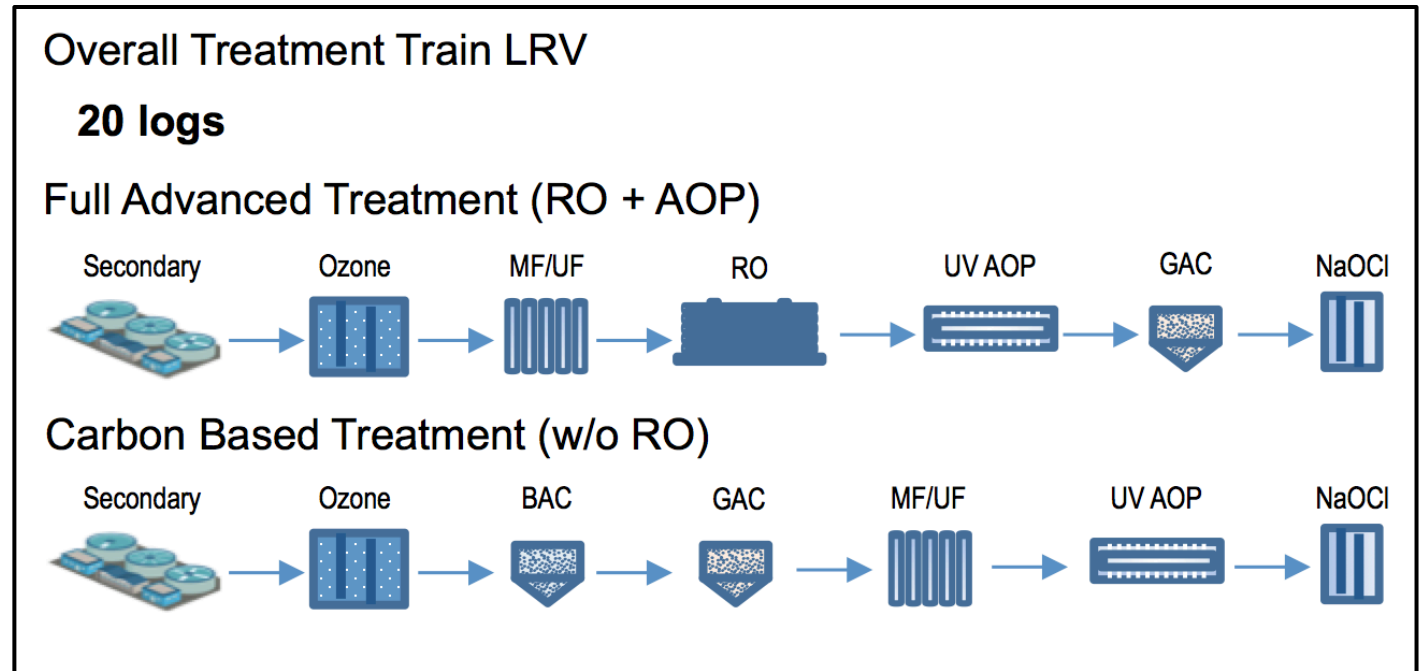 Overall Treatment Train LRV
20 logs
Full Advanced Treatment (RO + AOP)
Secondary Ozone MF/UF RO UV AOP GAC NaOCl
Carbon Based Treatment (w/o RO)
Secondary Ozone BAC GAC MF/UF UV AOP NaOCl